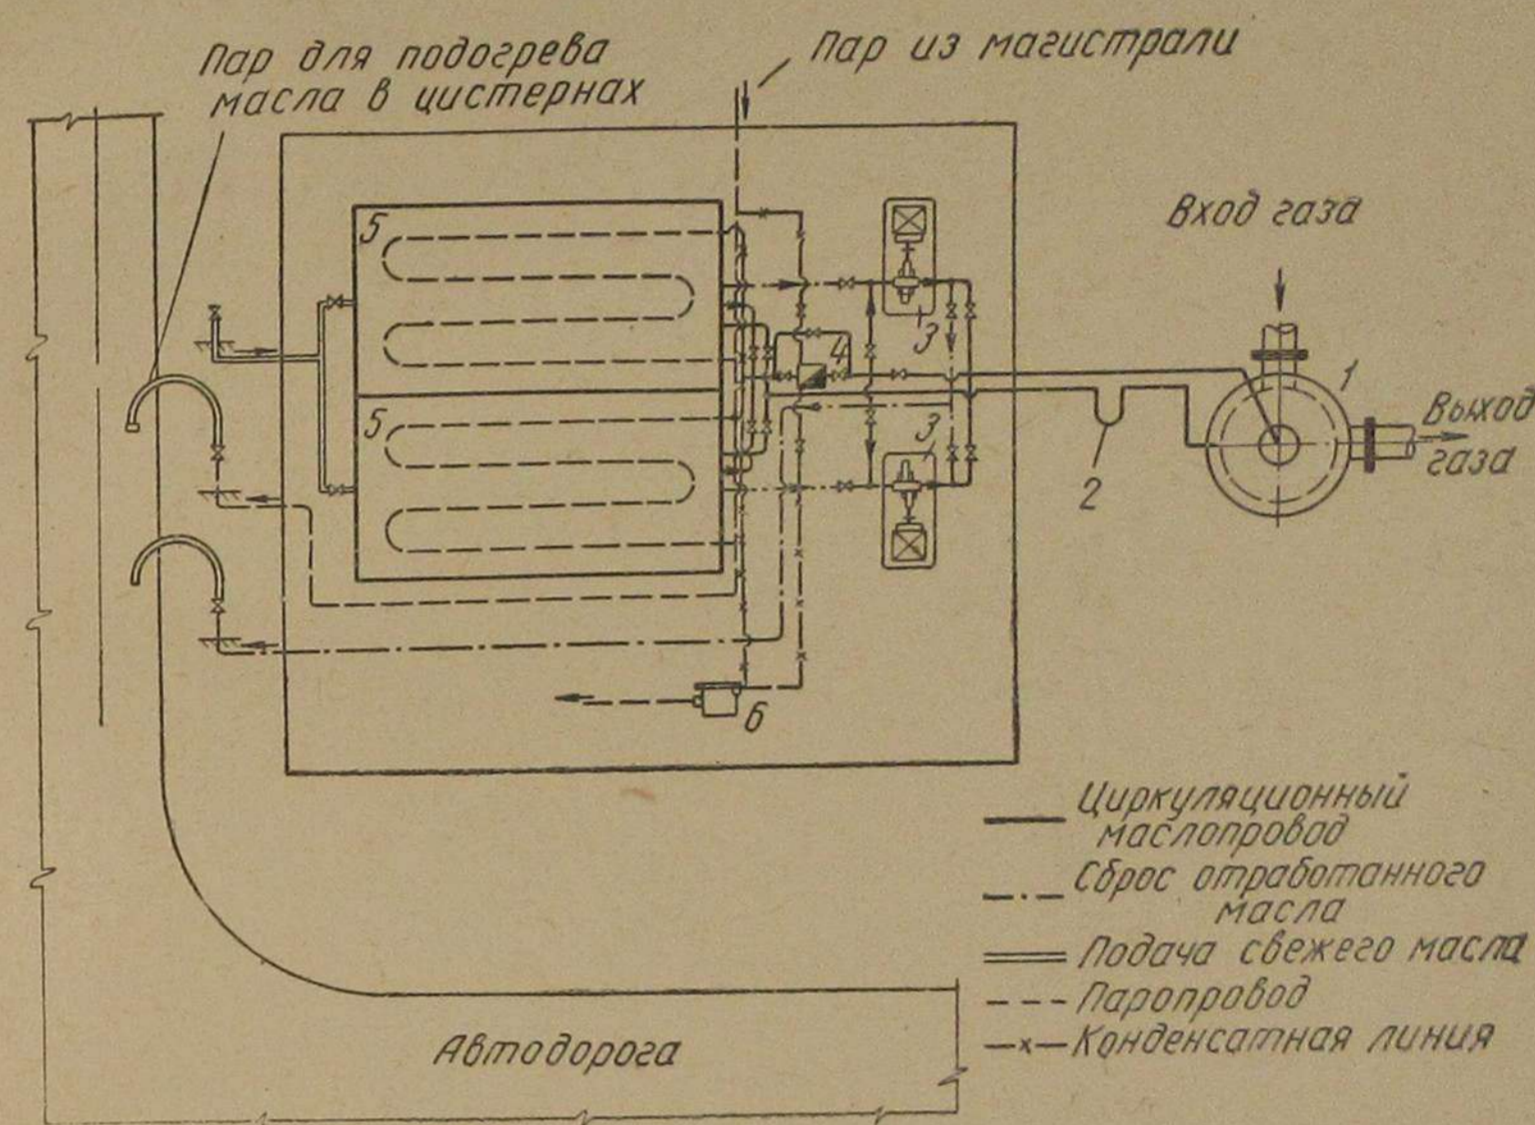 Пар для подогрева
масла в цистернах
Пар из магистрали
Вход газа
5
3
4
1
Выход
газа
5
3
2
6
Циркуляционный
маслопровод
Сброс отработанного
масла
Подача свежего масла
Паропровод
Конденсатная линия
Автодорога